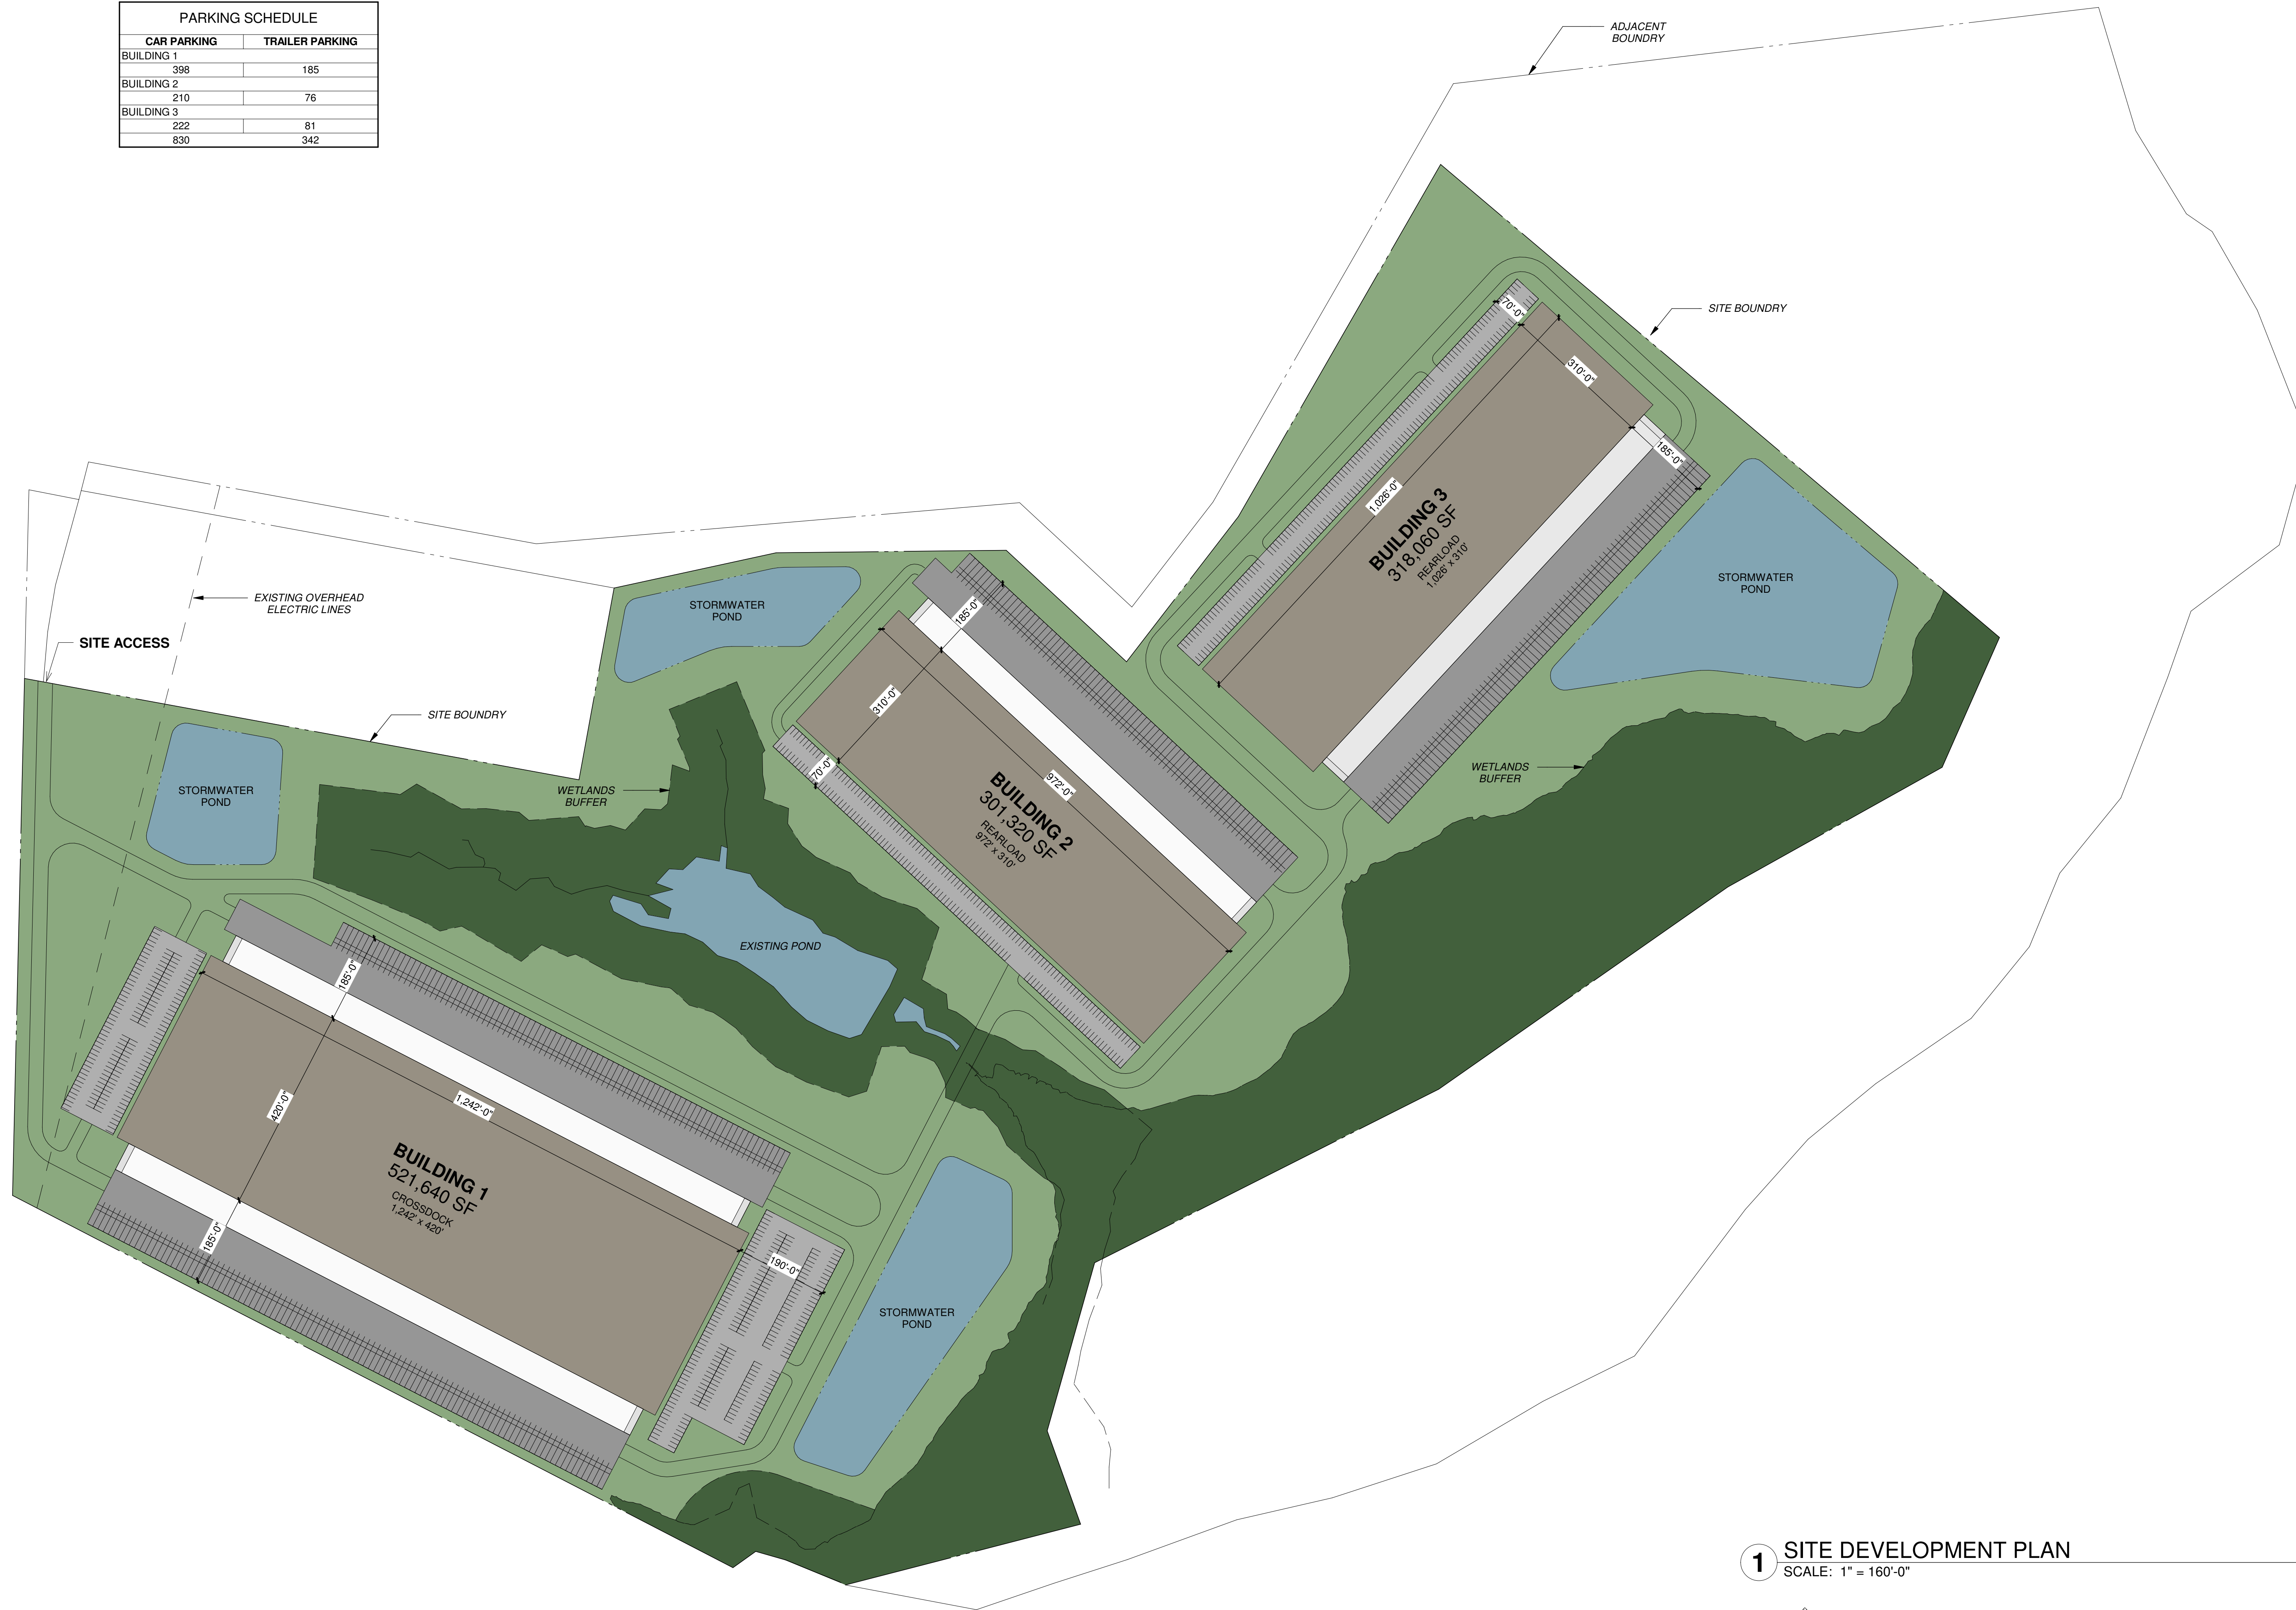 PARKING SCHEDULE
CAR PARKING TRAILER PARKING
BUILDING 1
398 185
BUILDING 2
210 76
BUILDING 3
222 81
830 342
ADJACENT
BOUNDRY
SITE BOUNDRY
70'-0"
310'-0"
185'-0"
1,026'-0"
BUILDING 3
318,060 SF
REARLOAD
1,026' x 310'
STORMWATER
POND
EXISTING OVERHEAD
ELECTRIC LINES
SITE ACCESS
SITE BOUNDRY
STORMWATER
POND
185'-0"
310'-0"
70'-0"
972'-0"
BUILDING 2
301,320 SF
REARLOAD
972' x 310'
WETLANDS
BUFFER
WETLANDS
BUFFER
STORMWATER
POND
EXISTING POND
185'-0"
420'-0"
1,242'-0"
BUILDING 1
521,640 SF
CROSSDOCK
1,242' x 420'
185'-0"
190'-0"
STORMWATER
POND
1 SITE DEVELOPMENT PLAN
SCALE: 1" = 160'-0"